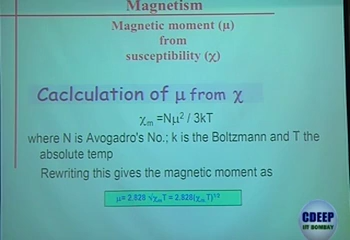 Magnetism
Magnetic moment (μ)
from
susceptibility (χ)
Caclculation of μ from χ
χm =Nμ² / 3kT
where N is Avogadro's No.; k is the Boltzmann and T the
absolute temp
Rewriting this gives the magnetic moment as
μ= 2.828 √χmT = 2.828(χm T)1/2
CDEEP
IIT BOMBAY